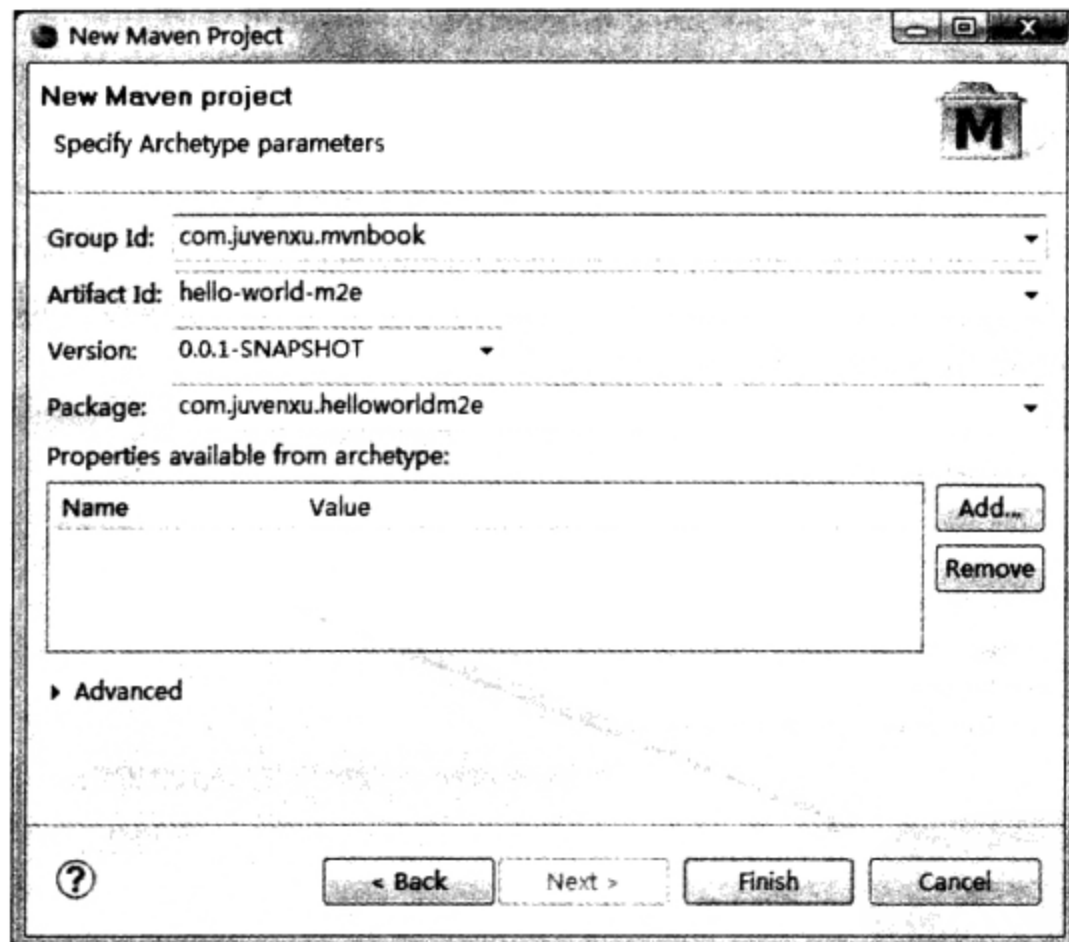 New Maven Project
New Maven project
M
Specify Archetype parameters
Group Id: com.juvenxu.mvnbook
Artifact Id: hello-world-m2e
Version: 0.0.1-SNAPSHOT
Package: com.juvenxu.helloworldm2e
Properties available from archetype:
Name Value
Add...
Remove
Advanced
? < Back Next > Finish Cancel